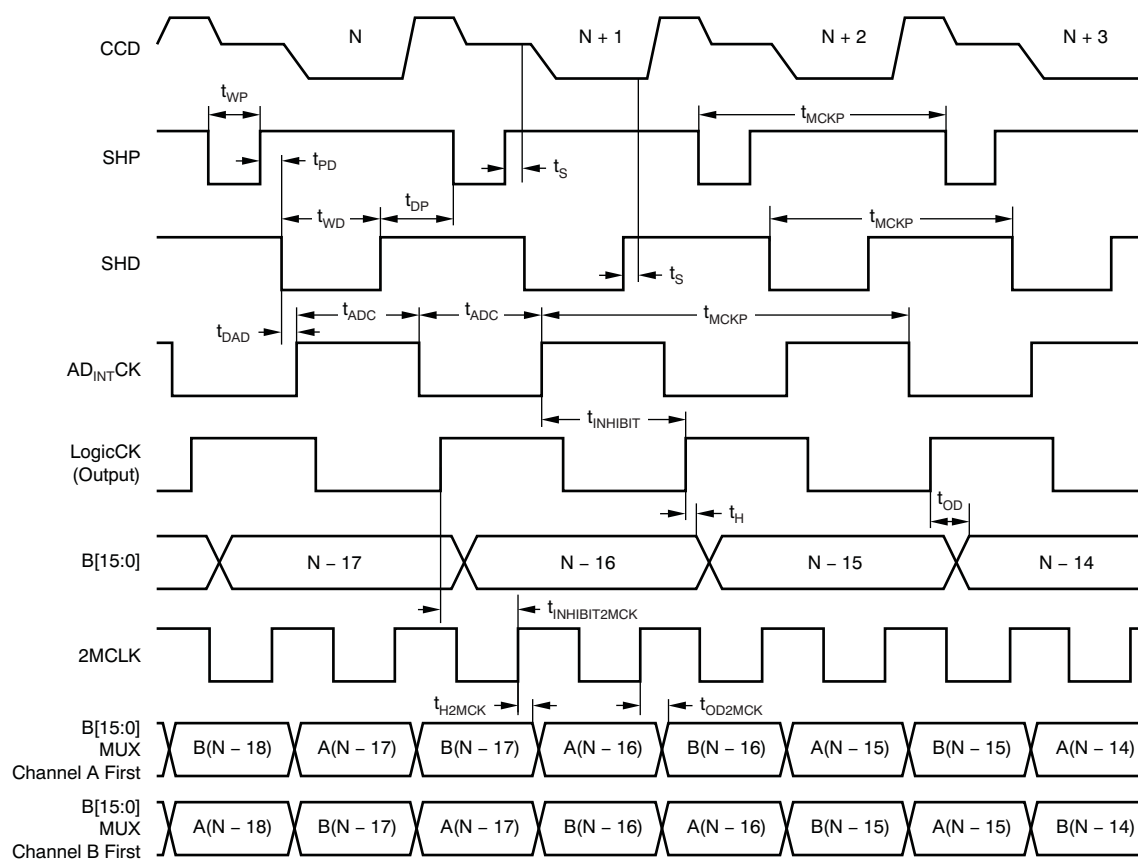 CCD
N
N + 1
N + 2
N + 3
tWP
tMCKP
SHP
tPD
tS
tWD
tDP
tMCKP
SHD
tS
tADC
tADC
tMCKP
tDAD
ADINTCK
tINHIBIT
LogicCK
(Output)
tH
tOD
B[15:0]
N – 17
N – 16
N – 15
N – 14
tINHIBIT2MCK
2MCLK
tH2MCK
tOD2MCK
B[15:0]
MUX
Channel A First
B(N – 18)
A(N – 17)
B(N – 17)
A(N – 16)
B(N – 16)
A(N – 15)
B(N – 15)
A(N – 14)
B[15:0]
MUX
Channel B First
A(N – 18)
B(N – 17)
A(N – 17)
B(N – 16)
A(N – 16)
B(N – 15)
A(N – 15)
B(N – 14)